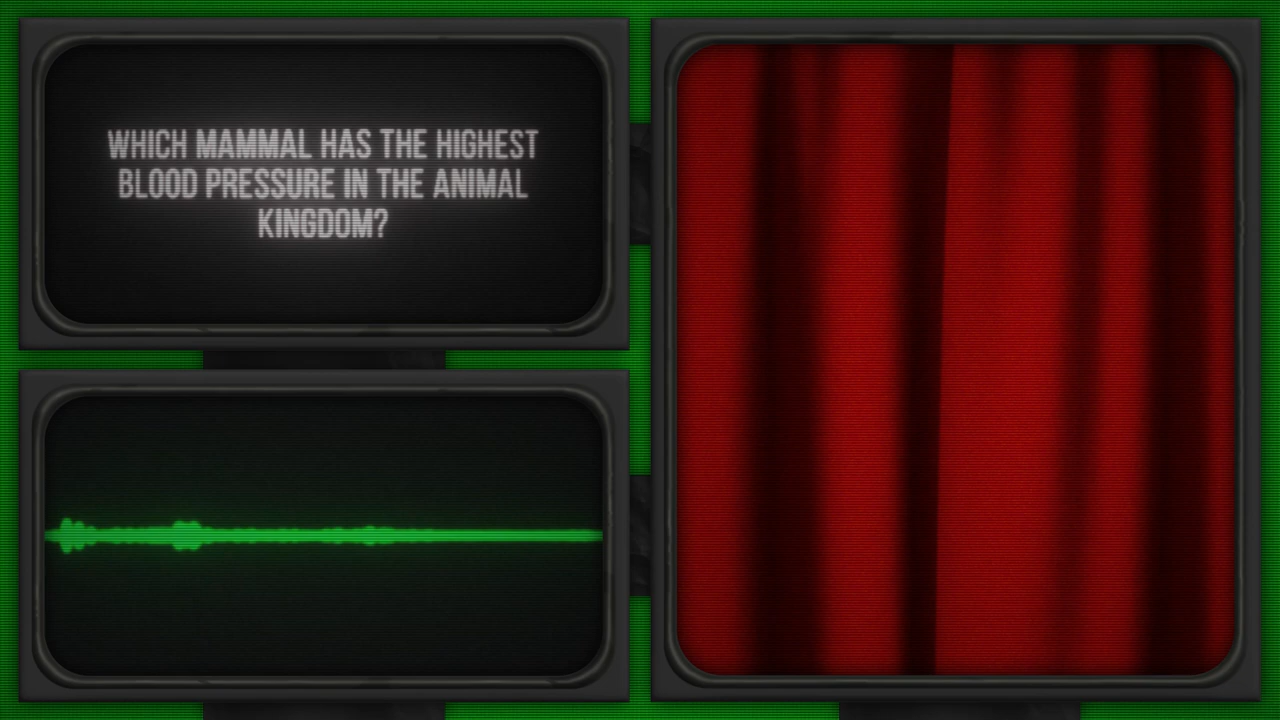 WHICH MAMMAL HAS THE HIGHEST
BLOOD PRESSURE IN THE ANIMAL
KINGDOM?